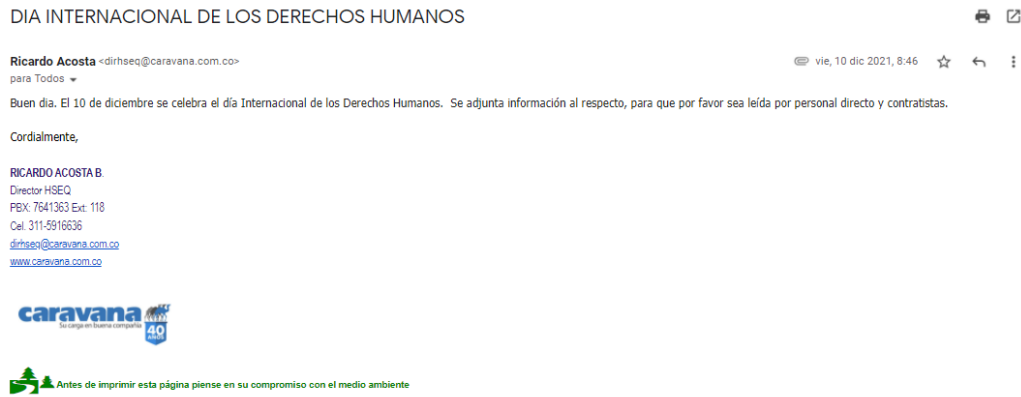 DIA INTERNACIONAL DE LOS DERECHOS HUMANOS
Ricardo Acosta <dirhseq@caravana.com.co>
vie, 10 dic 2021, 8:46
para Todos
Buen dia. El 10 de diciembre se celebra el día Internacional de los Derechos Humanos. Se adjunta información al respecto, para que por favor sea leída por personal directo y contratistas.
Cordialmente,
RICARDO ACOSTA B.
Director HSEQ
PBX: 7641363 Ext: 118
Cel. 311-5916636
dirhseq@caravana.com.co
www.caravana.com.co
caravana
Su carga en buena compañía
40
AÑOS
Antes de imprimir esta página piense en su compromiso con el medio ambiente